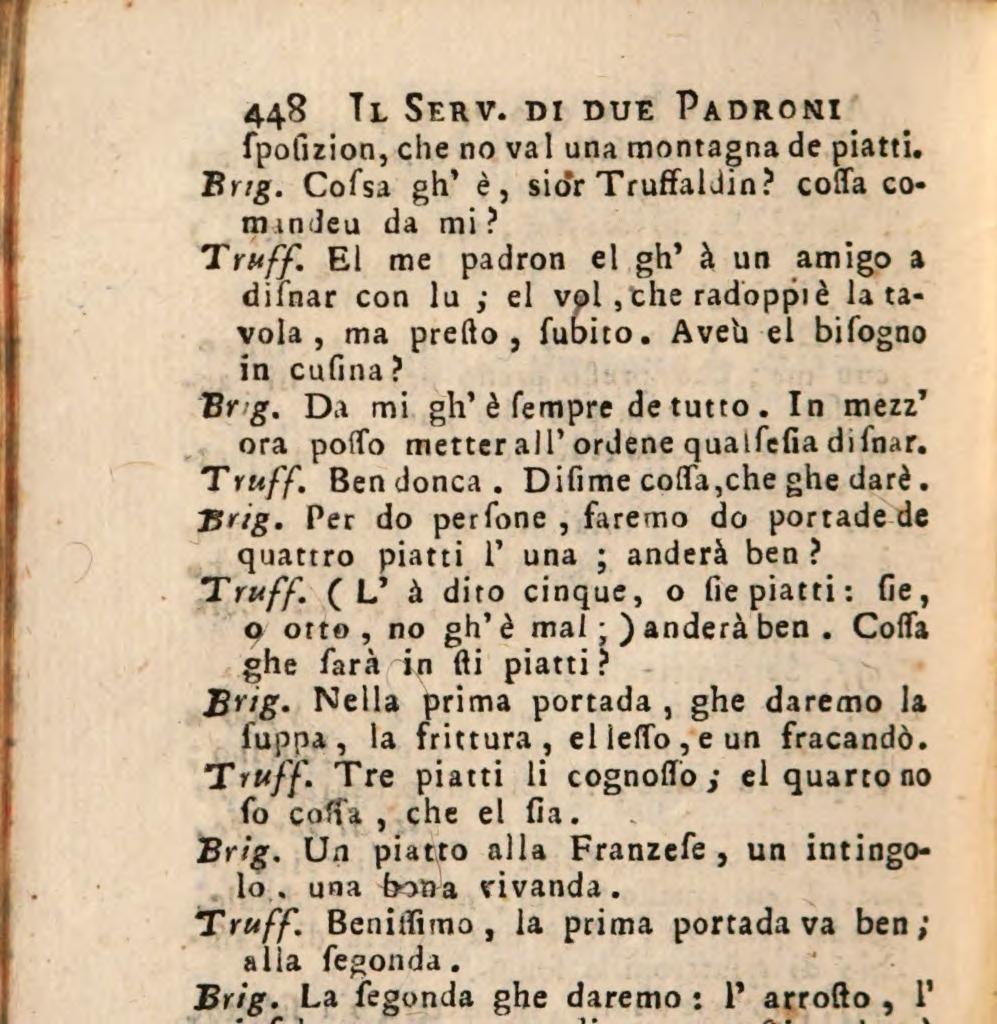 448 IL SERV. DI DUE PADRONI
ſpoſizion, che no val una montagna de piatti.
Brig. Coſsa gh' è, sior Truffaldin? coſſa co-
mandeu da mi?
Truff. El me padron el gh' à un amigo a
diſnar con lu; el vol, che radoppiè la ta-
vola, ma preſto, ſubito. Aveù el biſogno
in cuſina?
Brig. Da mi gh' è ſempre de tutto. In mezz'
ora poſſo metter all' ordene qualſeſia diſnar.
Truff. Ben donca. Diſime coſſa, che ghe darè.
Brig. Per do perſone, faremo do portade de
quattro piatti l' una; anderà ben?
Truff. (L' à dito cinque, o ſie piatti: ſie,
o otto, no gh' è mal;) anderà ben. Coſſa
ghe ſarà in ſti piatti?
Brig. Nella prima portada, ghe daremo la
ſuppa, la frittura, el leſſo, e un fracandò.
Truff. Tre piatti li cognoſſo; el quarto no
ſo coſſa, che el ſia.
Brig. Un piatto alla Franzeſe, un intingo-
lo, una bona vivanda.
Truff. Beniſſimo, la prima portada va ben;
alla ſegonda.
Brig. La ſegonda ghe daremo: l' arroſto, l'